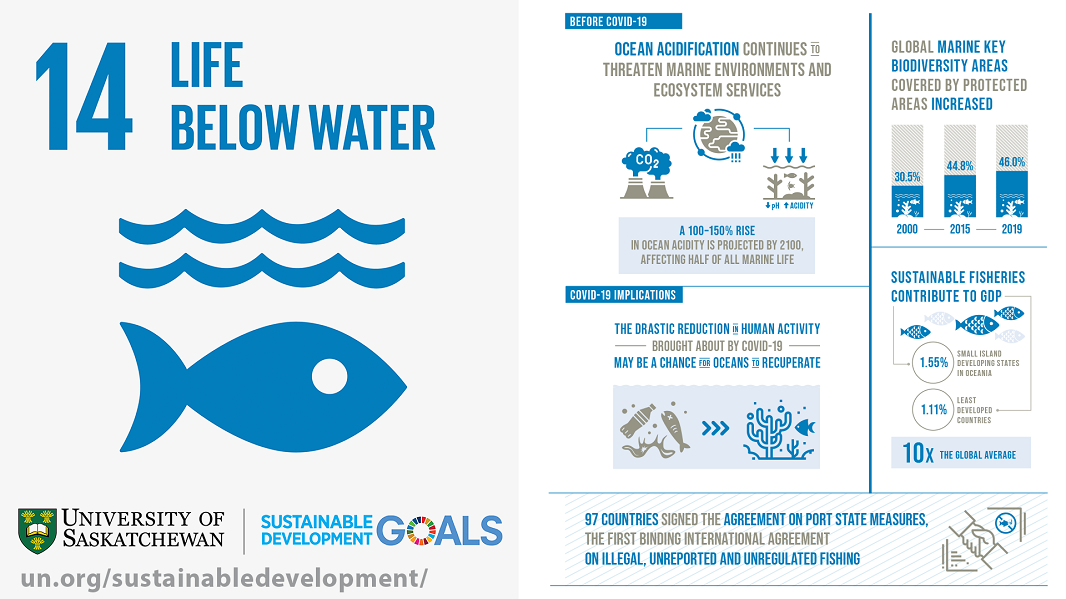 14
LIFE
BELOW WATER
UNIVERSITY OF
SASKATCHEWAN
SUSTAINABLE
DEVELOPMENT
GOALS
un.org/sustainabledevelopment/
BEFORE COVID-19
OCEAN ACIDIFICATION CONTINUES TO
THREATEN MARINE ENVIRONMENTS AND
ECOSYSTEM SERVICES
CO2
pH ACIDITY
A 100-150% RISE
IN OCEAN ACIDITY IS PROJECTED BY 2100,
AFFECTING HALF OF ALL MARINE LIFE
COVID-19 IMPLICATIONS
THE DRASTIC REDUCTION IN HUMAN ACTIVITY
BROUGHT ABOUT BY COVID-19
MAY BE A CHANCE FOR OCEANS TO RECUPERATE
GLOBAL MARINE KEY
BIODIVERSITY AREAS
COVERED BY PROTECTED
AREAS INCREASED
30.5% 44.8% 46.0%
2000 2015 2019
SUSTAINABLE FISHERIES
CONTRIBUTE TO GDP
1.55%
SMALL ISLAND
DEVELOPING STATES
IN OCEANIA
1.11%
LEAST
DEVELOPED
COUNTRIES
10x THE GLOBAL AVERAGE
97 COUNTRIES SIGNED THE AGREEMENT ON PORT STATE MEASURES,
THE FIRST BINDING INTERNATIONAL AGREEMENT
ON ILLEGAL, UNREPORTED AND UNREGULATED FISHING